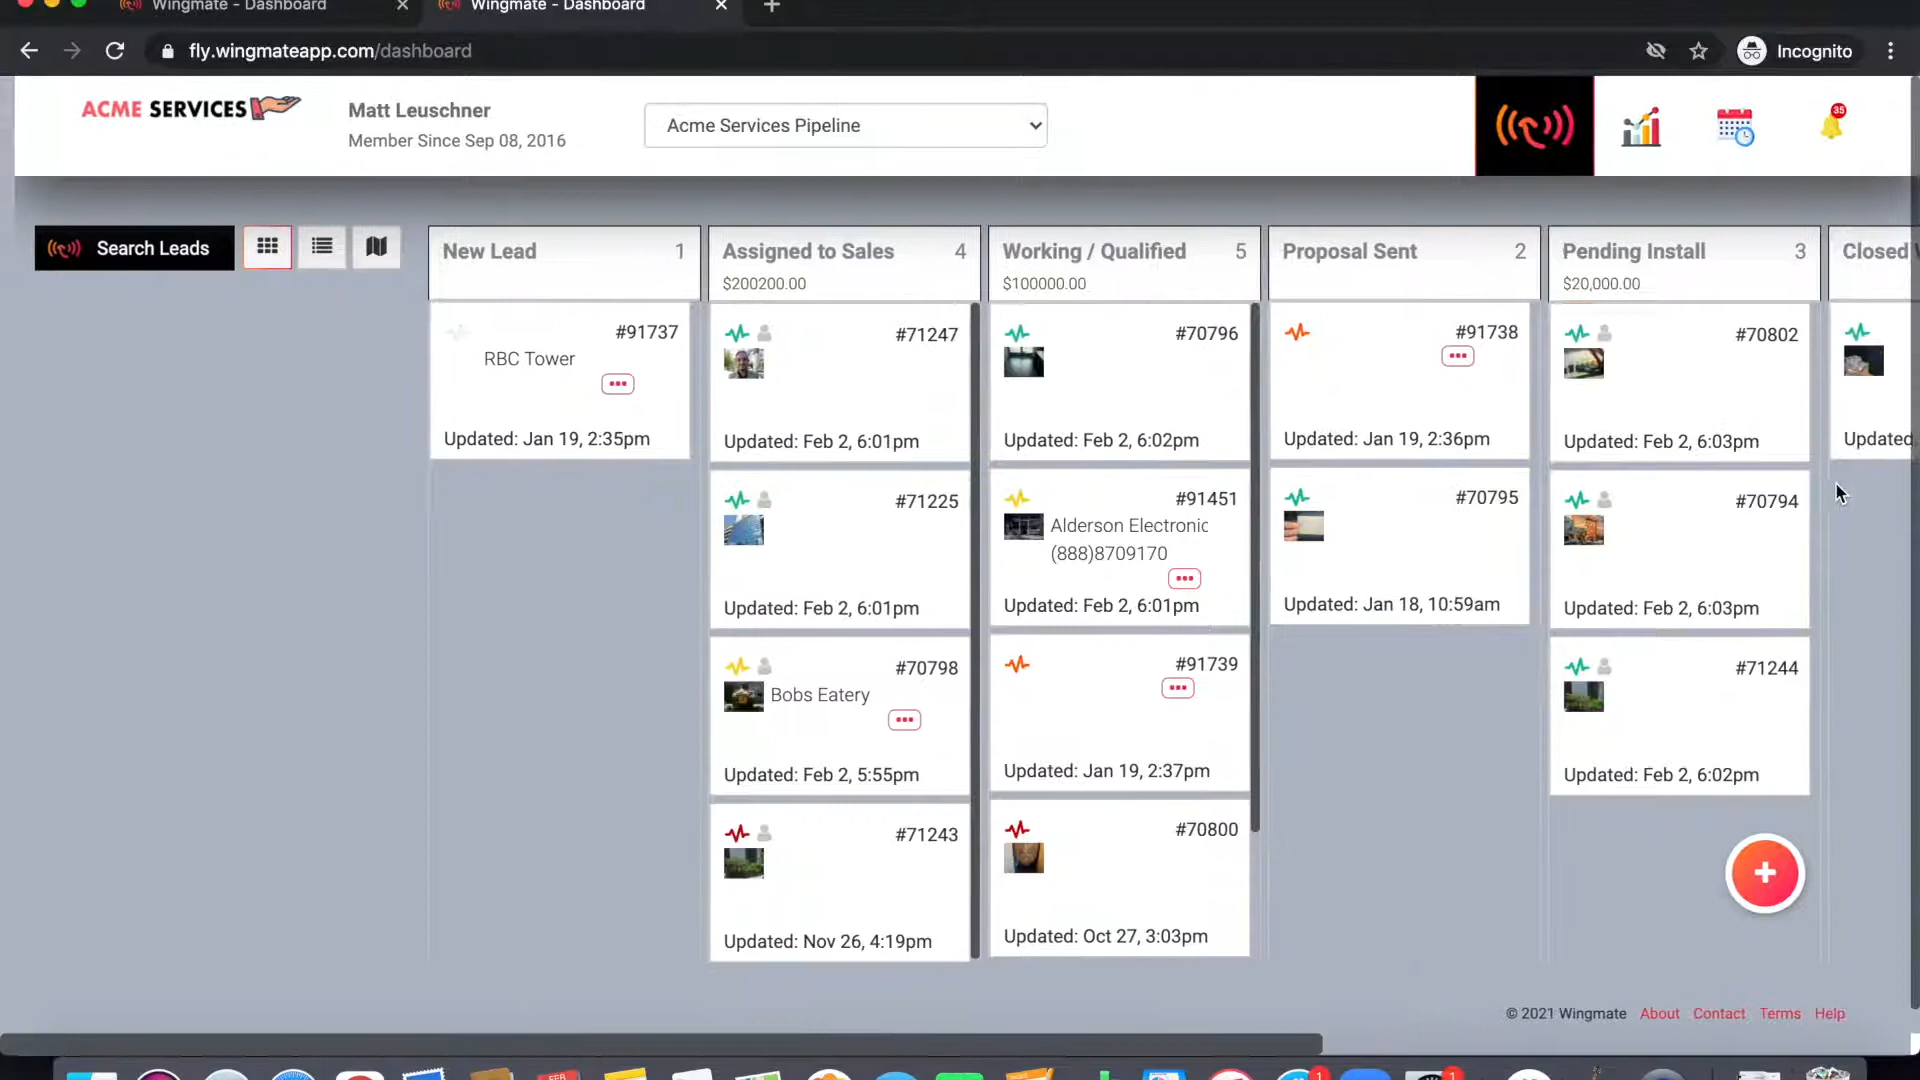 Wingmate - Dashboard
Wingmate - Dashboard
fly.wingmateapp.com/dashboard
Incognito
ACME SERVICES
Matt Leuschner
Member Since Sep 08, 2016
Acme Services Pipeline
35
Search Leads
New Lead 1
Assigned to Sales 4
$200200.00
Working / Qualified 5
$100000.00
Proposal Sent 2
Pending Install 3
$20,000.00
Closed
#91737
RBC Tower
Updated: Jan 19, 2:35pm
#71247
Updated: Feb 2, 6:01pm
#71225
Updated: Feb 2, 6:01pm
#70798
Bobs Eatery
Updated: Feb 2, 5:55pm
#71243
Updated: Nov 26, 4:19pm
#70796
Updated: Feb 2, 6:02pm
#91451
Alderson Electronic
(888)8709170
Updated: Feb 2, 6:01pm
#91739
Updated: Jan 19, 2:37pm
#70800
Updated: Oct 27, 3:03pm
#91738
Updated: Jan 19, 2:36pm
#70795
Updated: Jan 18, 10:59am
#70802
Updated: Feb 2, 6:03pm
#70794
Updated: Feb 2, 6:03pm
#71244
Updated: Feb 2, 6:02pm
Updated
© 2021 Wingmate About Contact Terms Help
FEB
1
1